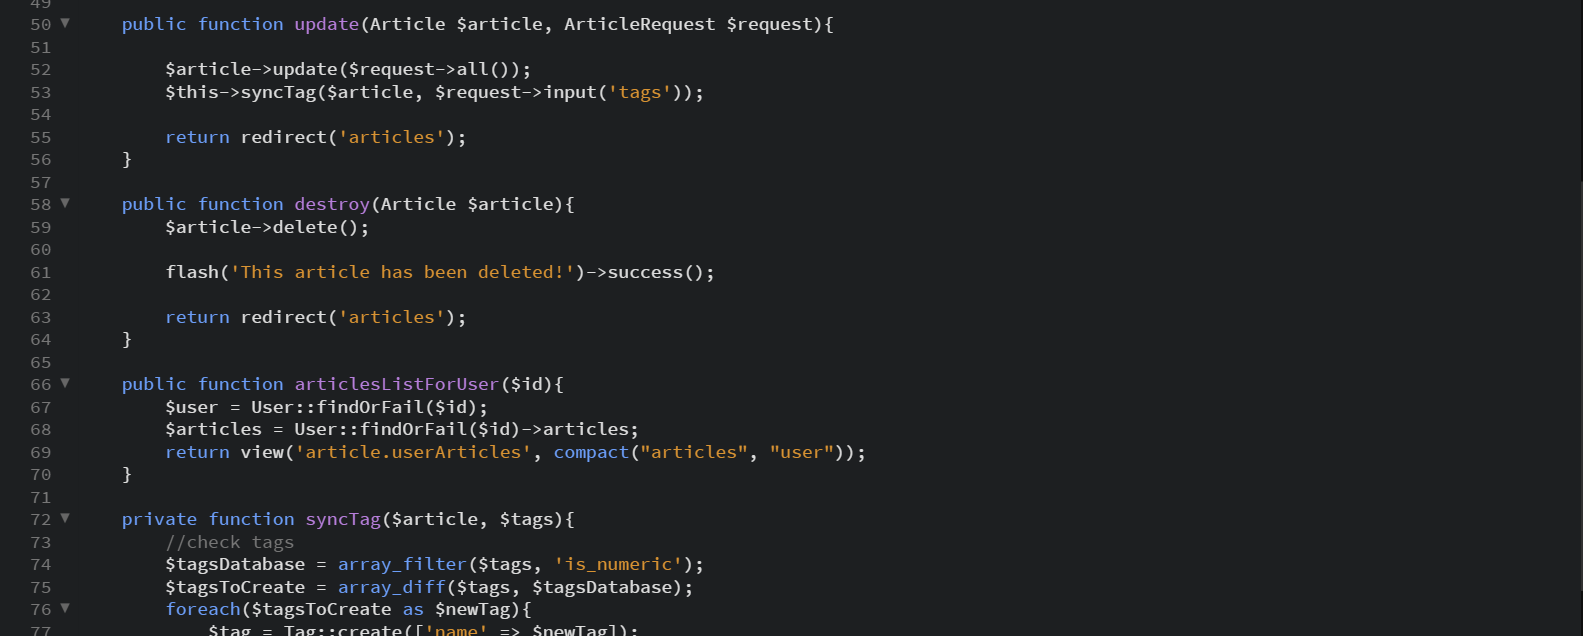 49
50 ▼ public function update(Article $article, ArticleRequest $request){
51
52 $article->update($request->all());
53 $this->syncTag($article, $request->input('tags'));
54
55 return redirect('articles');
56 }
57
58 ▼ public function destroy(Article $article){
59 $article->delete();
60
61 flash('This article has been deleted!')->success();
62
63 return redirect('articles');
64 }
65
66 ▼ public function articlesListForUser($id){
67 $user = User::findOrFail($id);
68 $articles = User::findOrFail($id)->articles;
69 return view('article.userArticles', compact("articles", "user"));
70 }
71
72 ▼ private function syncTag($article, $tags){
73 //check tags
74 $tagsDatabase = array_filter($tags, 'is_numeric');
75 $tagsToCreate = array_diff($tags, $tagsDatabase);
76 ▼ foreach($tagsToCreate as $newTag){
77 $tag = Tag::create(['name' => $newTag]);